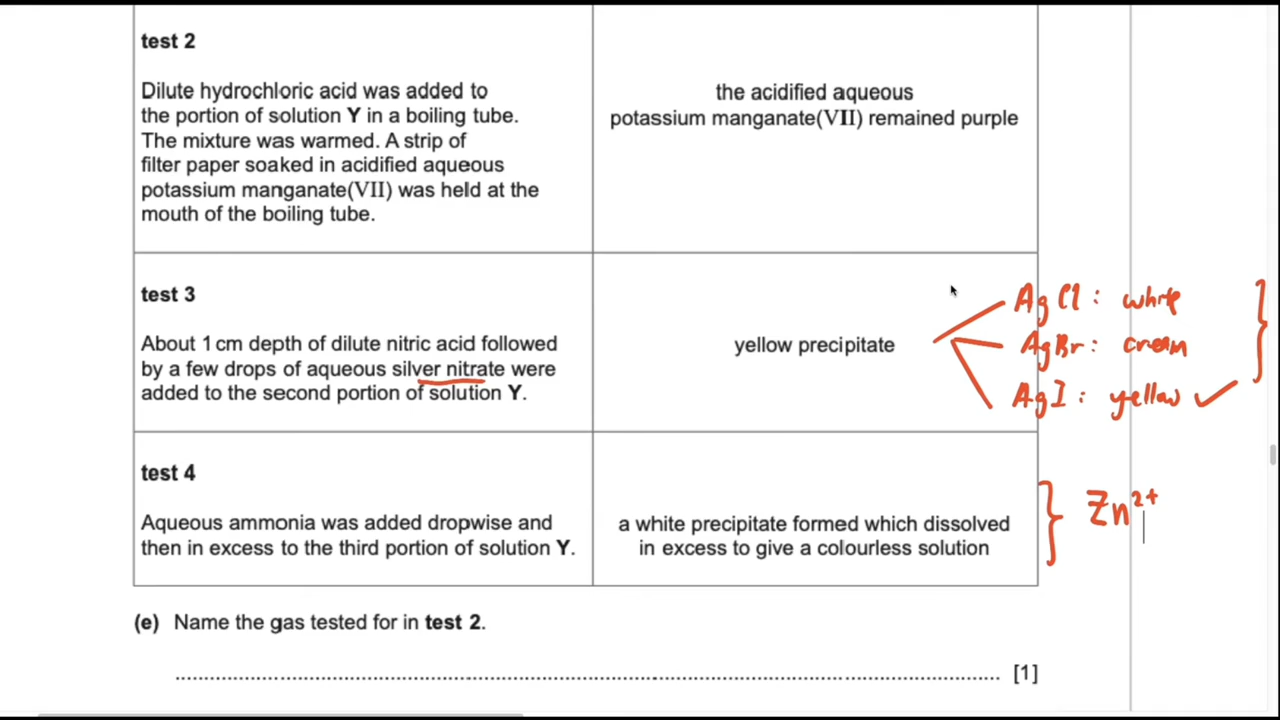 test 2
Dilute hydrochloric acid was added to
the portion of solution Y in a boiling tube.
The mixture was warmed. A strip of
filter paper soaked in acidified aqueous
potassium manganate(VII) was held at the
mouth of the boiling tube.
the acidified aqueous
potassium manganate(VII) remained purple
test 3
About 1 cm depth of dilute nitric acid followed
by a few drops of aqueous silver nitrate were
added to the second portion of solution Y.
yellow precipitate
AgCl : white
AgBr : cream
AgI : yellow ✓
test 4
Aqueous ammonia was added dropwise and
then in excess to the third portion of solution Y.
a white precipitate formed which dissolved
in excess to give a colourless solution
Zn²⁺
(e) Name the gas tested for in test 2.
[1]